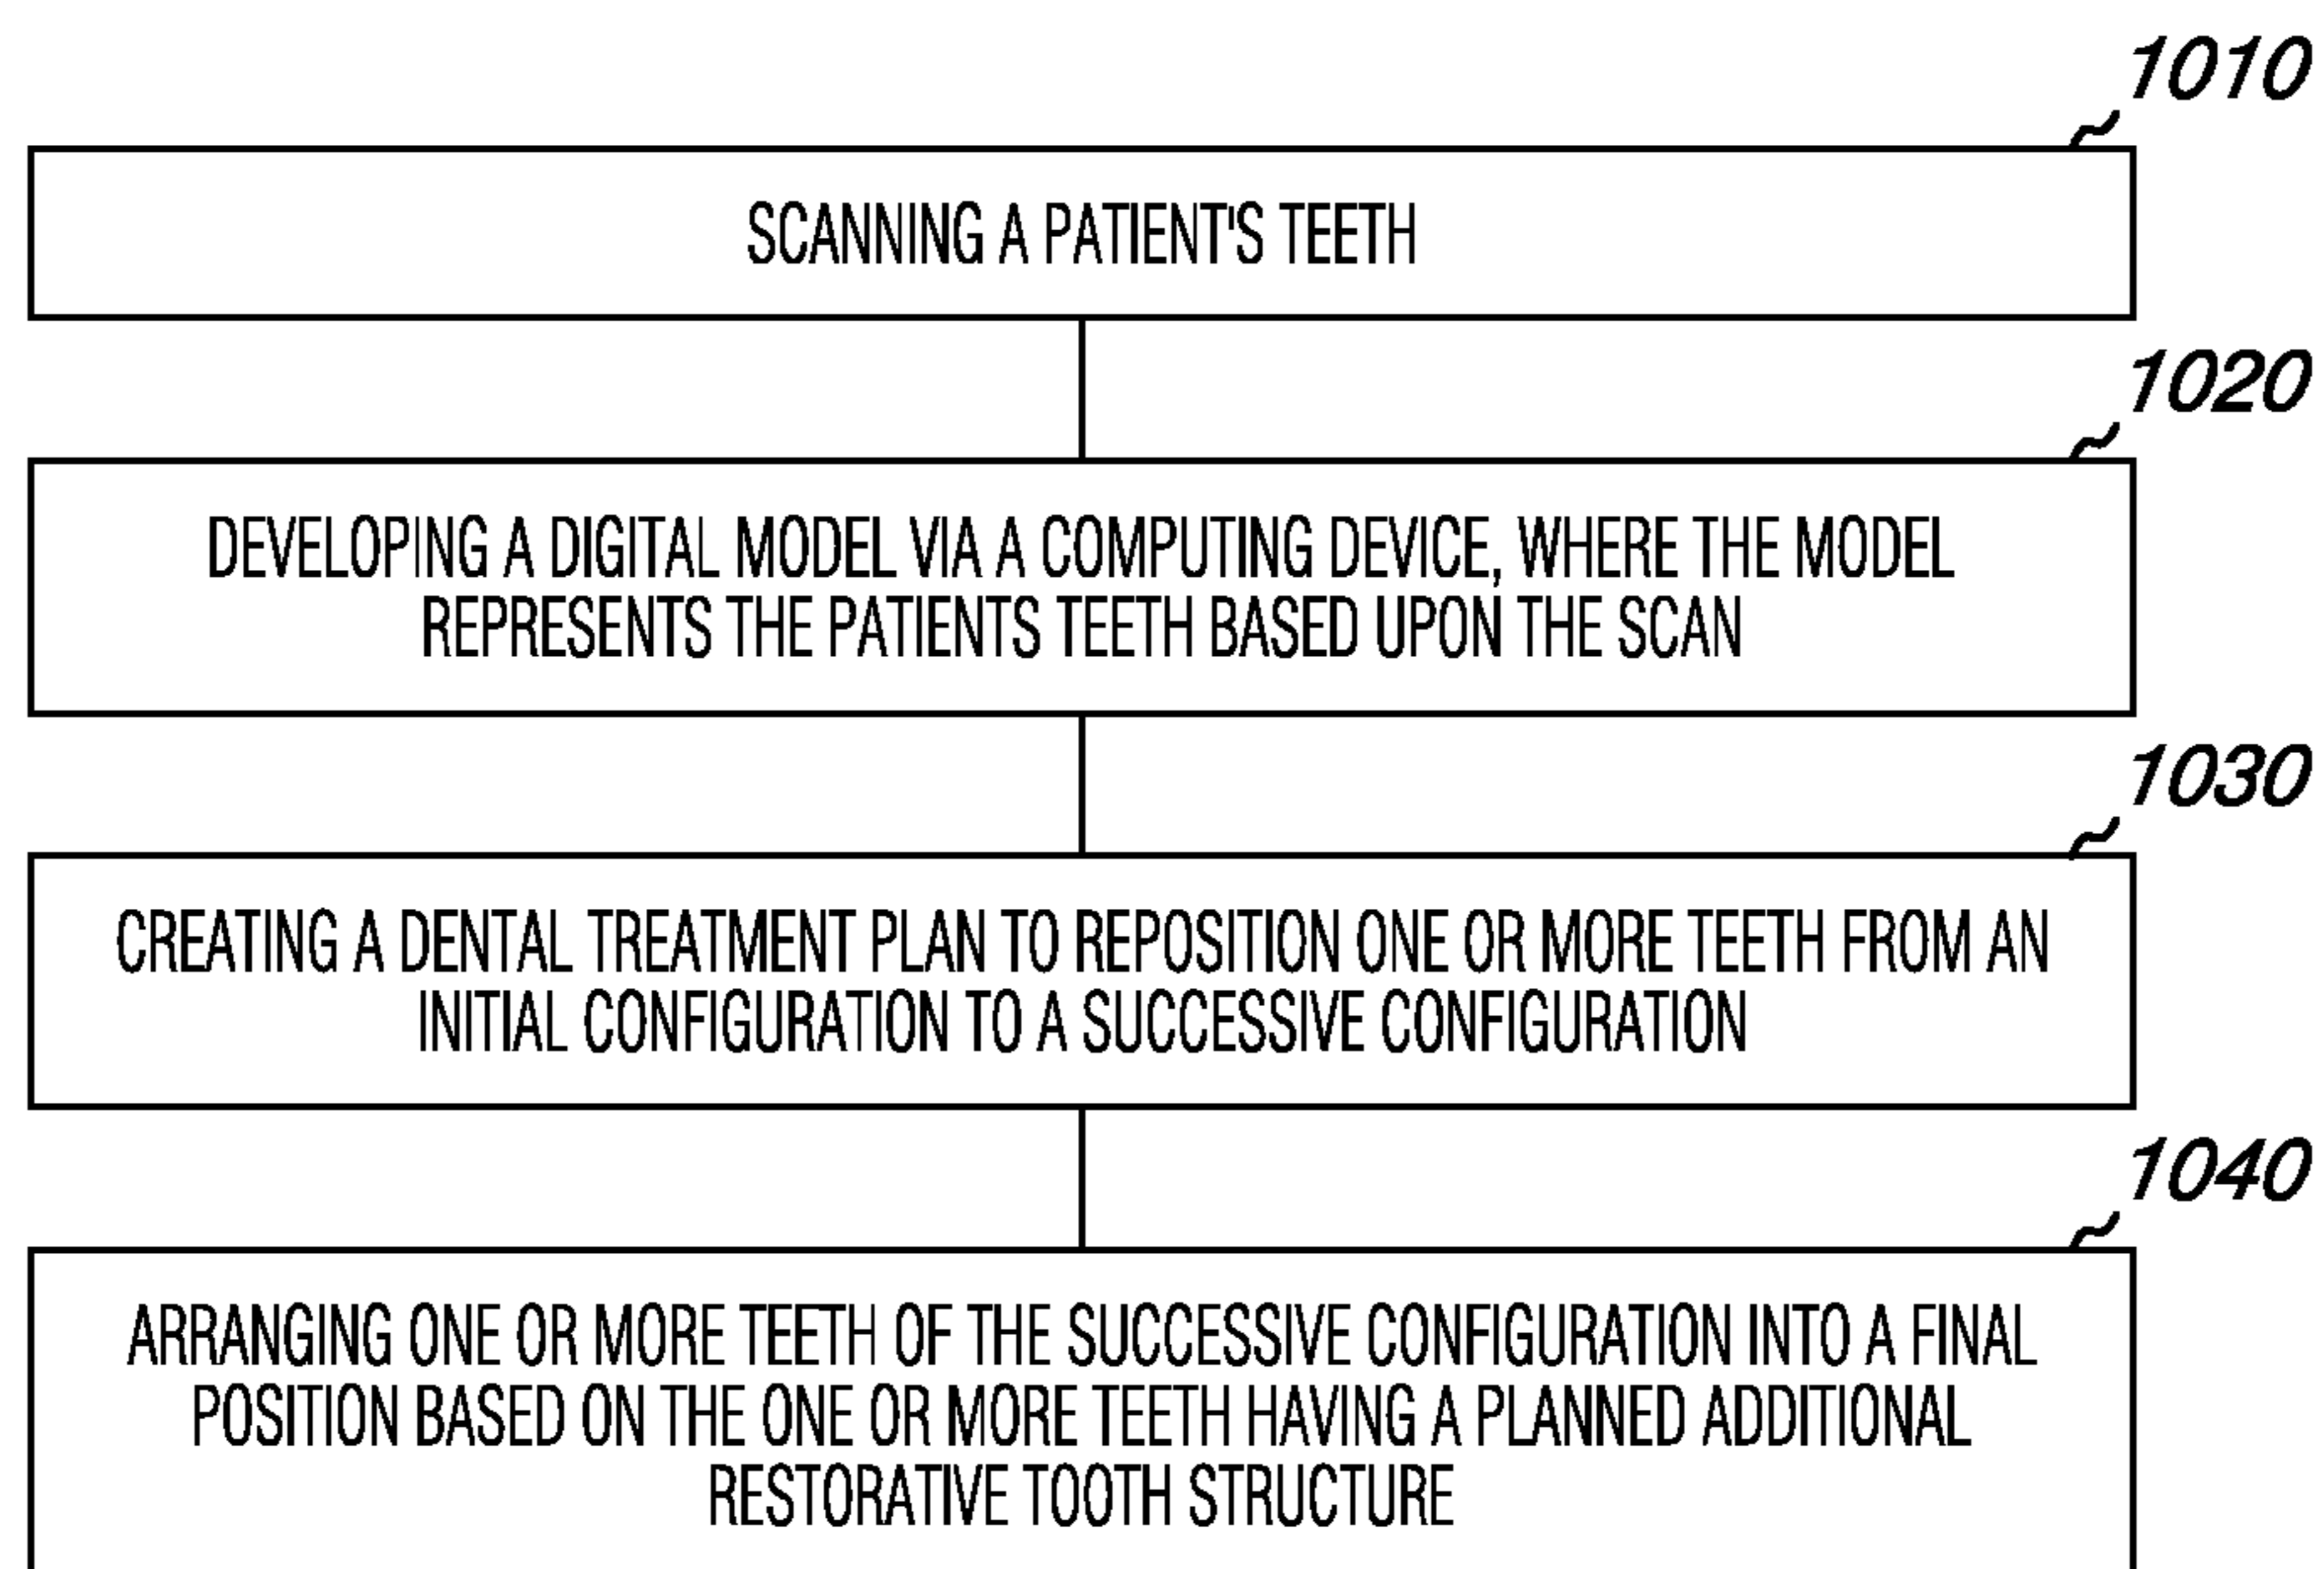 1010
SCANNING A PATIENT'S TEETH
1020
DEVELOPING A DIGITAL MODEL VIA A COMPUTING DEVICE, WHERE THE MODEL
REPRESENTS THE PATIENTS TEETH BASED UPON THE SCAN
1030
CREATING A DENTAL TREATMENT PLAN TO REPOSITION ONE OR MORE TEETH FROM AN
INITIAL CONFIGURATION TO A SUCCESSIVE CONFIGURATION
1040
ARRANGING ONE OR MORE TEETH OF THE SUCCESSIVE CONFIGURATION INTO A FINAL
POSITION BASED ON THE ONE OR MORE TEETH HAVING A PLANNED ADDITIONAL
RESTORATIVE TOOTH STRUCTURE